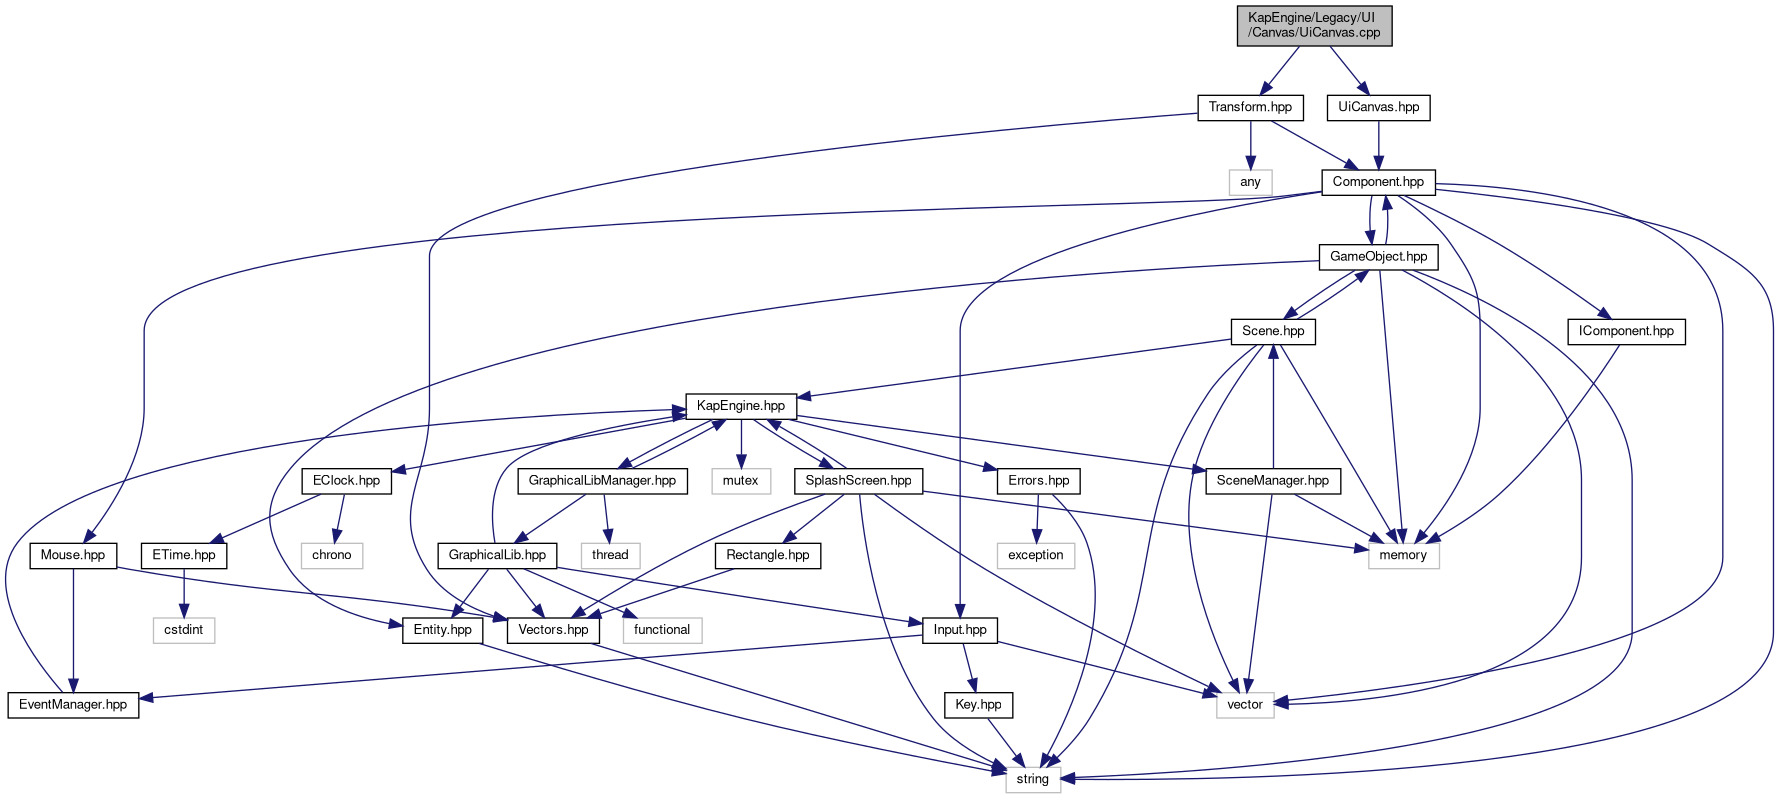 KapEngine/Legacy/UI
/Canvas/UiCanvas.cpp
Transform.hpp
UiCanvas.hpp
any
Component.hpp
GameObject.hpp
Scene.hpp
IComponent.hpp
KapEngine.hpp
EClock.hpp
GraphicalLibManager.hpp
mutex
SplashScreen.hpp
Errors.hpp
SceneManager.hpp
Mouse.hpp
ETime.hpp
chrono
GraphicalLib.hpp
thread
Rectangle.hpp
exception
memory
cstdint
Entity.hpp
Vectors.hpp
functional
Input.hpp
EventManager.hpp
Key.hpp
vector
string